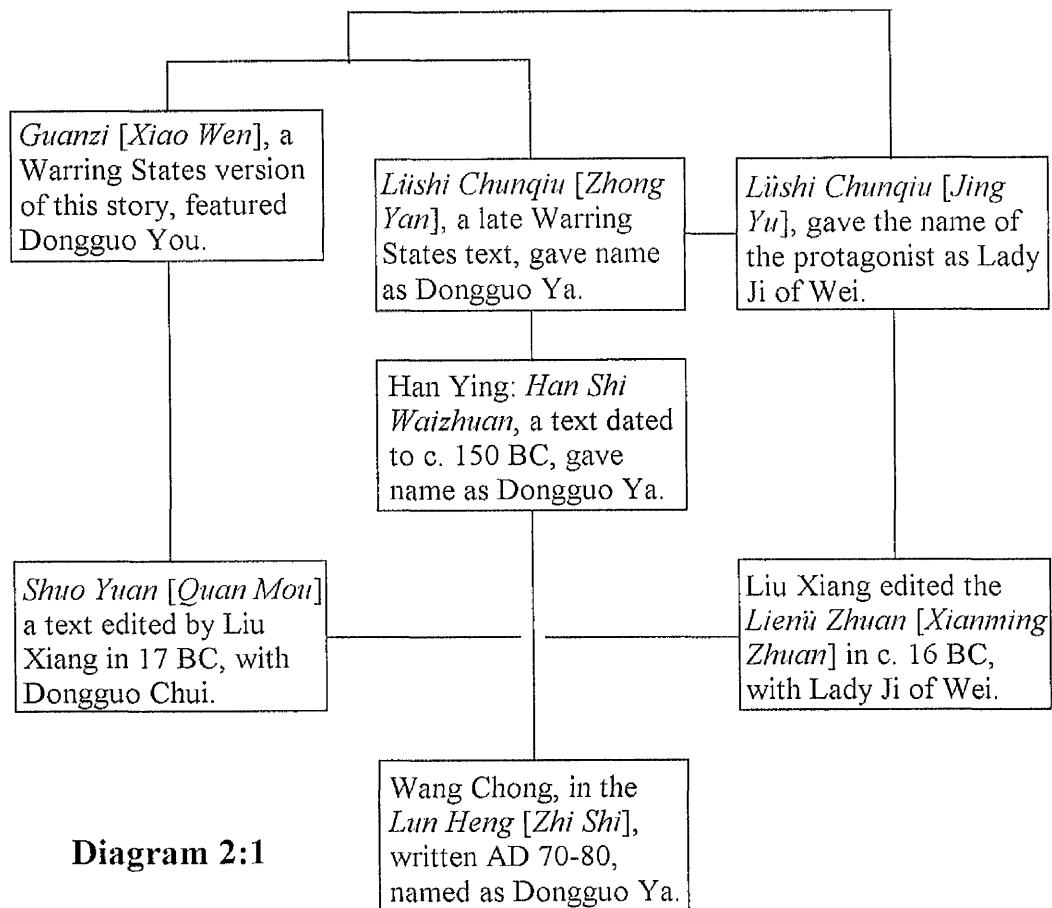 Guanzi [Xiao Wen], a
Warring States version
of this story, featured
Dongguo You.
Lüshi Chunqiu [Zhong
Yan], a late Warring
States text, gave name
as Dongguo Ya.
Lüshi Chunqiu [Jing
Yu], gave the name of
the protagonist as Lady
Ji of Wei.
Han Ying: Han Shi
Waizhuan, a text dated
to c. 150 BC, gave
name as Dongguo Ya.
Shuo Yuan [Quan Mou]
a text edited by Liu
Xiang in 17 BC, with
Dongguo Chui.
Liu Xiang edited the
Lienü Zhuan [Xianming
Zhuan] in c. 16 BC,
with Lady Ji of Wei.
Wang Chong, in the
Lun Heng [Zhi Shi],
written AD 70-80,
named as Dongguo Ya.
Diagram 2:1